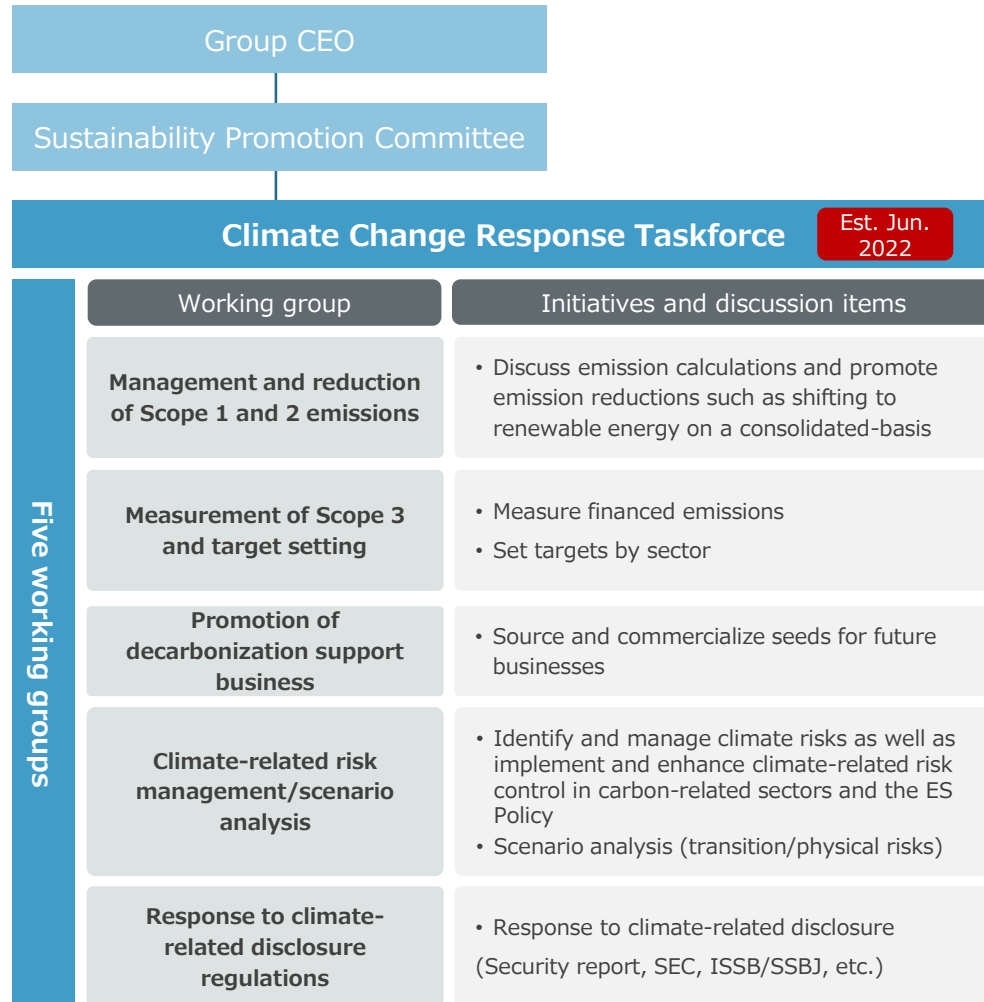 Group CEO
Sustainability Promotion Committee
Climate Change Response Taskforce
Est. Jun.
2022
Five working groups
Working group
Initiatives and discussion items
Management and reduction
of Scope 1 and 2 emissions
• Discuss emission calculations and promote
emission reductions such as shifting to
renewable energy on a consolidated-basis
Measurement of Scope 3
and target setting
• Measure financed emissions
• Set targets by sector
Promotion of
decarbonization support
business
• Source and commercialize seeds for future
businesses
Climate-related risk
management/scenario
analysis
• Identify and manage climate risks as well as
implement and enhance climate-related risk
control in carbon-related sectors and the ES
Policy
• Scenario analysis (transition/physical risks)
Response to climate-
related disclosure
regulations
• Response to climate-related disclosure
(Security report, SEC, ISSB/SSBJ, etc.)